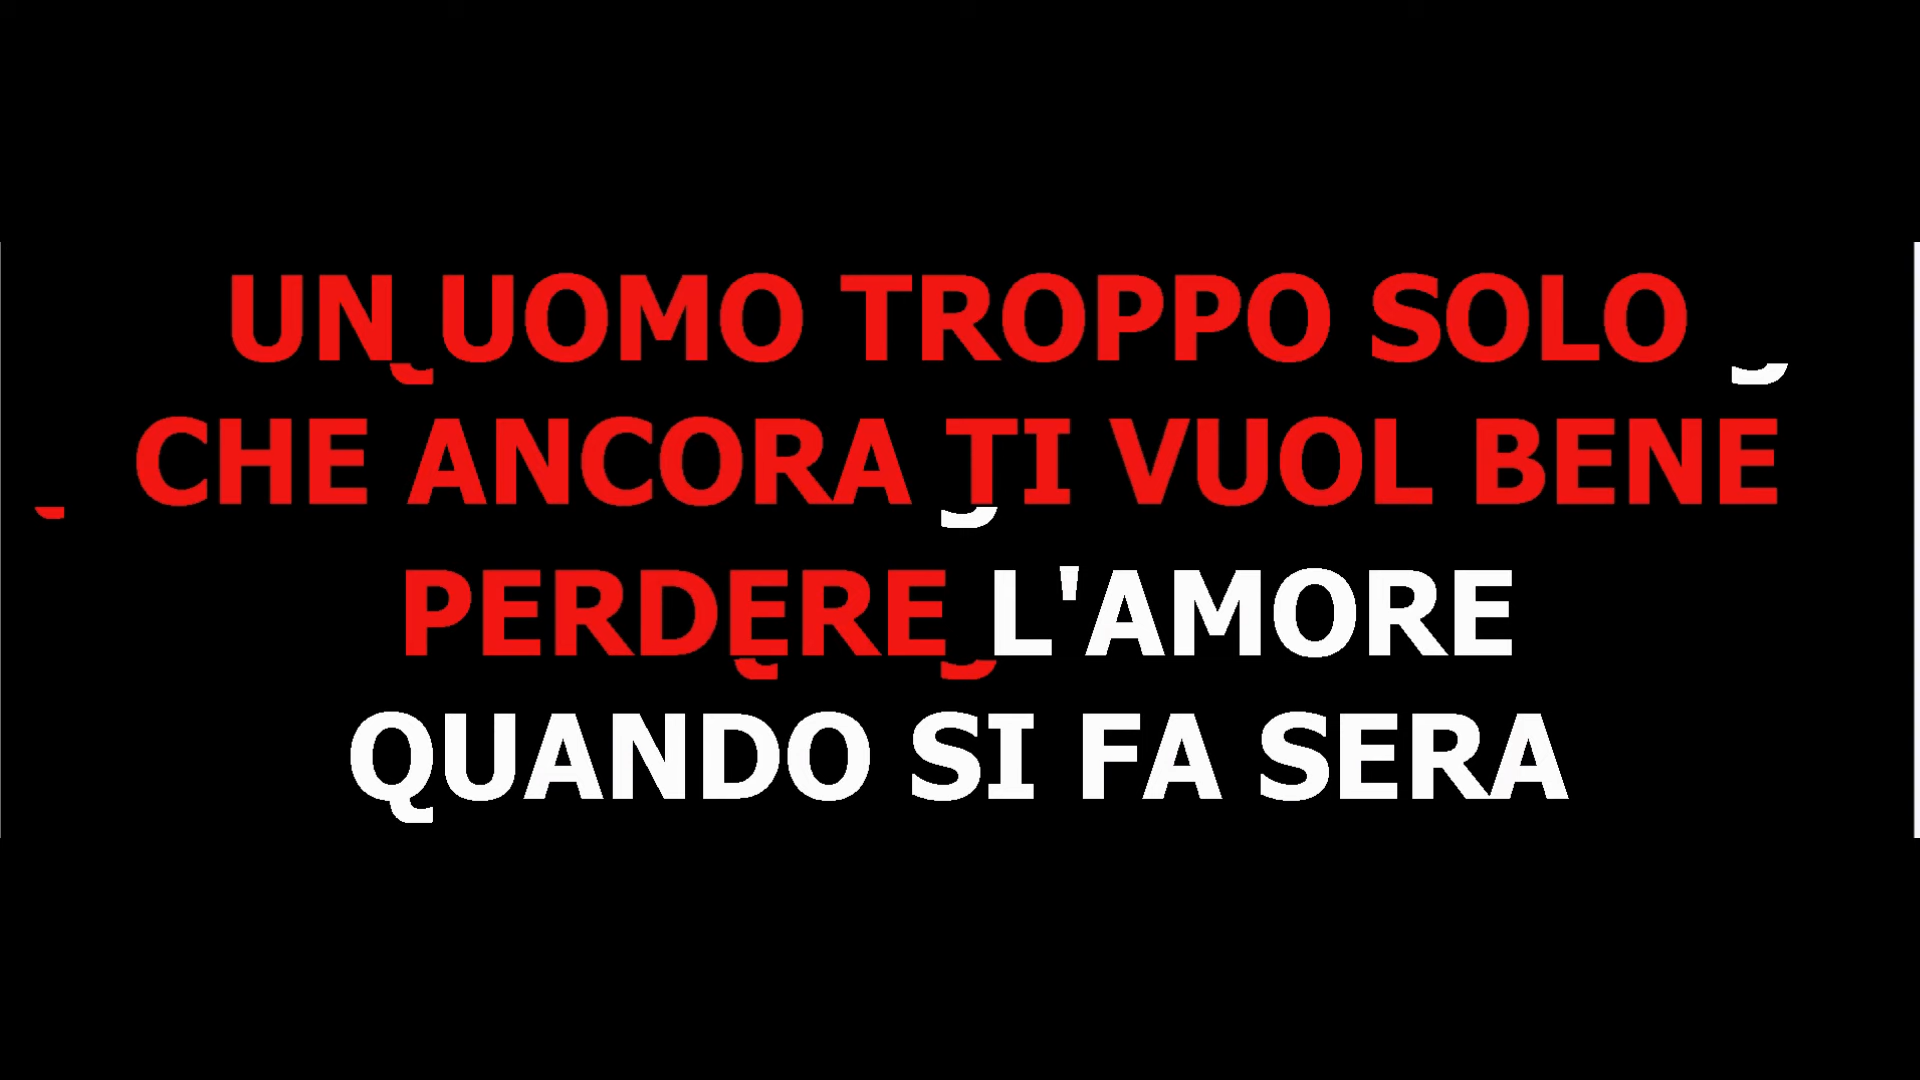 UN UOMO TROPPO SOLO
CHE ANCORA TI VUOL BENE
PERDERE L'AMORE
QUANDO SI FA SERA